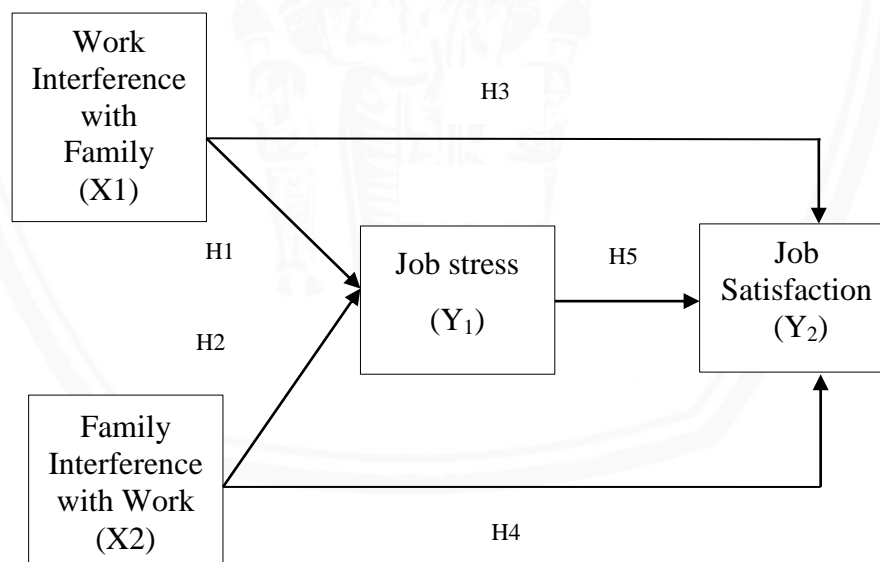 Work
Interference
with
Family
(X1)
H3
H1
Job stress
(Y₁)
H5
Job
Satisfaction
(Y₂)
H2
Family
Interference
with Work
(X2)
H4